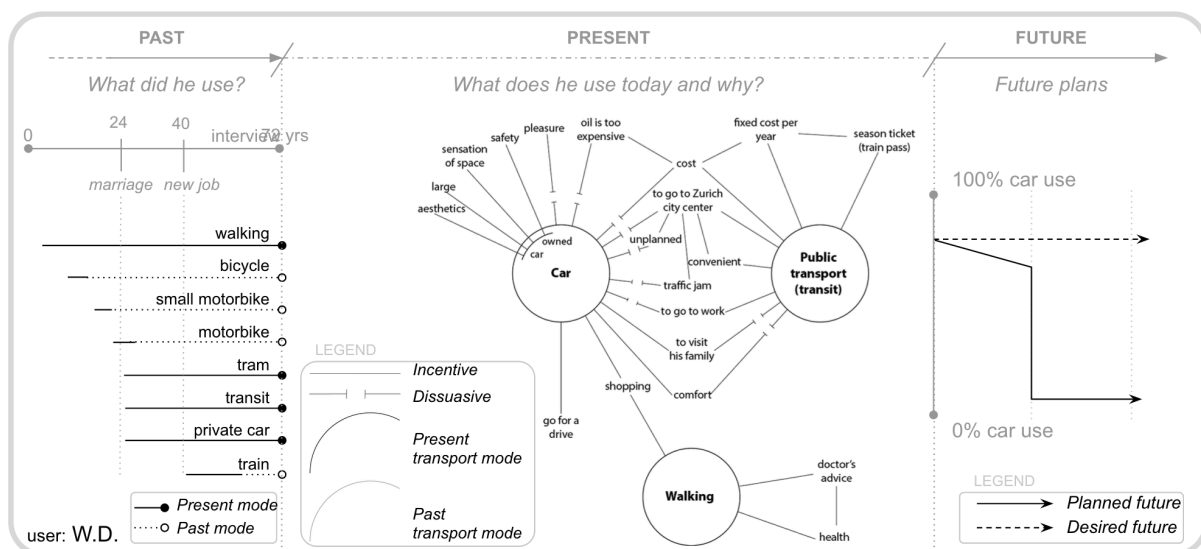 PAST
PRESENT
FUTURE
What did he use?
What does he use today and why?
Future plans
0
24
40
interview
72 yrs
marriage
new job
walking
bicycle
small motorbike
motorbike
tram
transit
private car
train
Present mode
Past mode
user: W.D.
LEGEND
Incentive
Dissuasive
Present
transport mode
Past
transport mode
aesthetics
large
sensation
of space
safety
pleasure
oil is too
expensive
cost
fixed cost per
year
season ticket
(train pass)
to go to Zurich
city center
unplanned
convenient
traffic jam
to go to work
to visit
his family
comfort
shopping
go for a
drive
owned
car
Car
Public
transport
(transit)
Walking
doctor's
advice
health
100% car use
0% car use
LEGEND
Planned future
Desired future